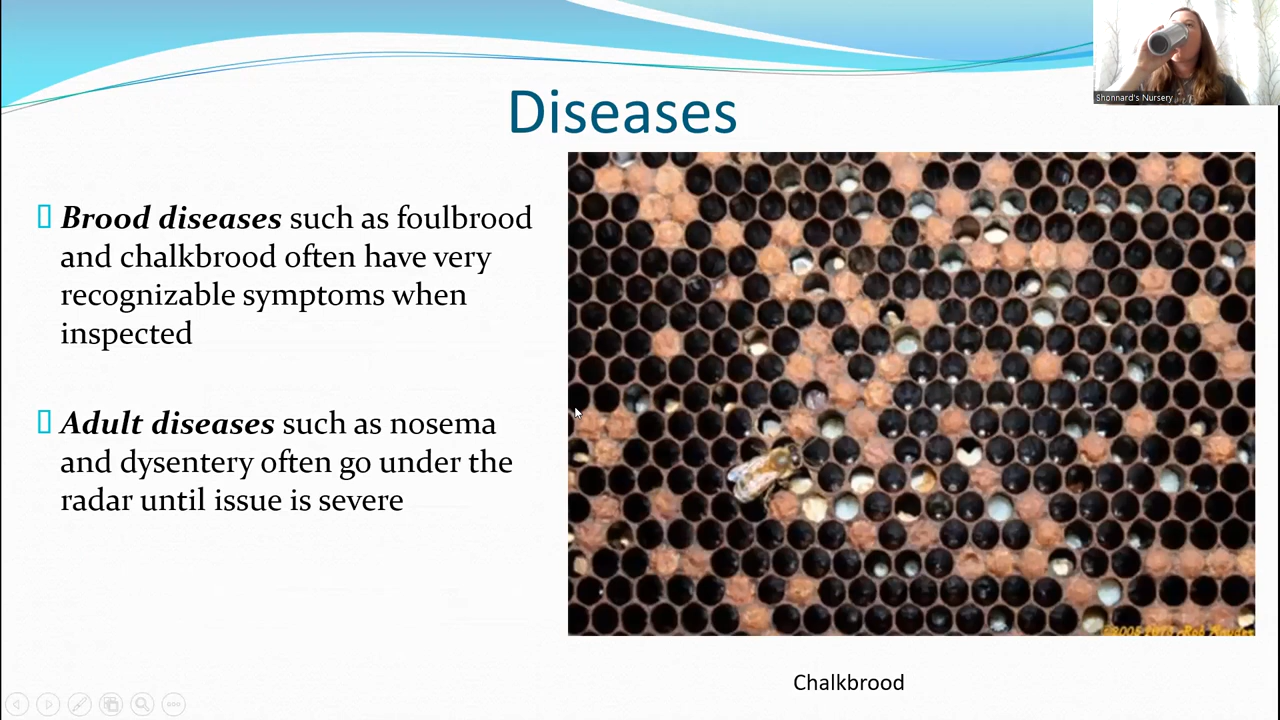 Shonnard's Nursery
Diseases
Brood diseases such as foulbrood
and chalkbrood often have very
recognizable symptoms when
inspected
Adult diseases such as nosema
and dysentery often go under the
radar until issue is severe
Chalkbrood